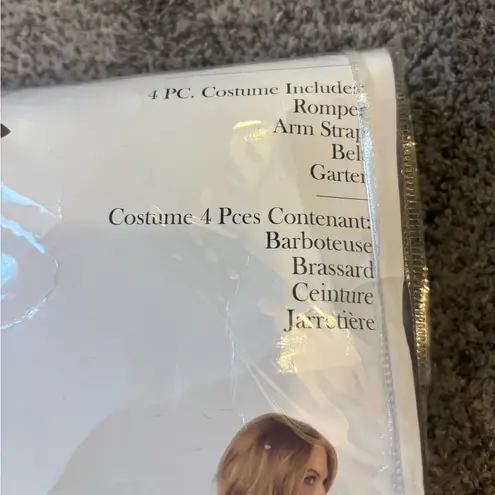 4 PC. Costume Includes:
Romper
Arm Strap
Belt
Garter
Costume 4 Pces Contenant:
Barboteuse
Brassard
Ceinture
Jarretière